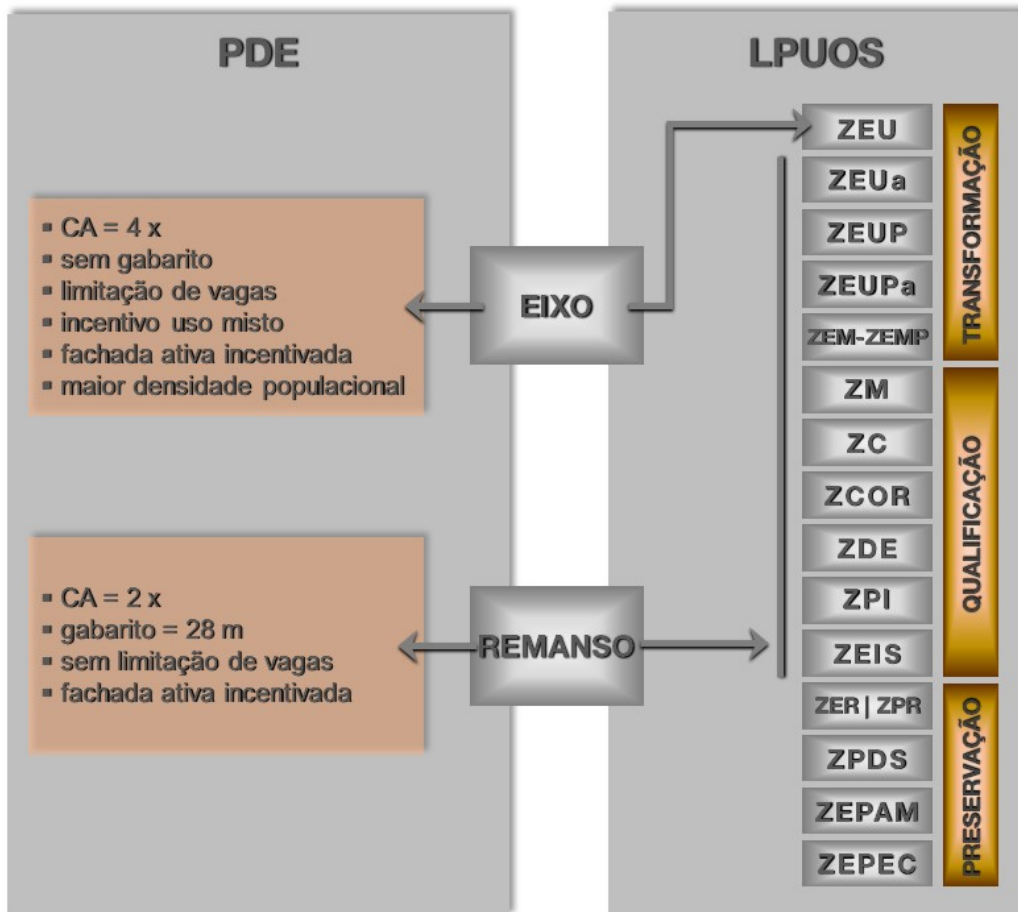 PDE
▪ CA = 4 x
▪ sem gabarito
▪ limitação de vagas
▪ incentivo uso misto
▪ fachada ativa incentivada
▪ maior densidade populacional
▪ CA = 2 x
▪ gabarito = 28 m
▪ sem limitação de vagas
▪ fachada ativa incentivada
EIXO
REMANSO
LPUOS
ZEU
ZEUa
ZEUP
ZEUPa
ZEM-ZEMP
ZM
ZC
ZCOR
ZDE
ZPI
ZEIS
ZER | ZPR
ZPDS
ZEPAM
ZEPEC
TRANSFORMAÇÃO
QUALIFICAÇÃO
PRESERVAÇÃO